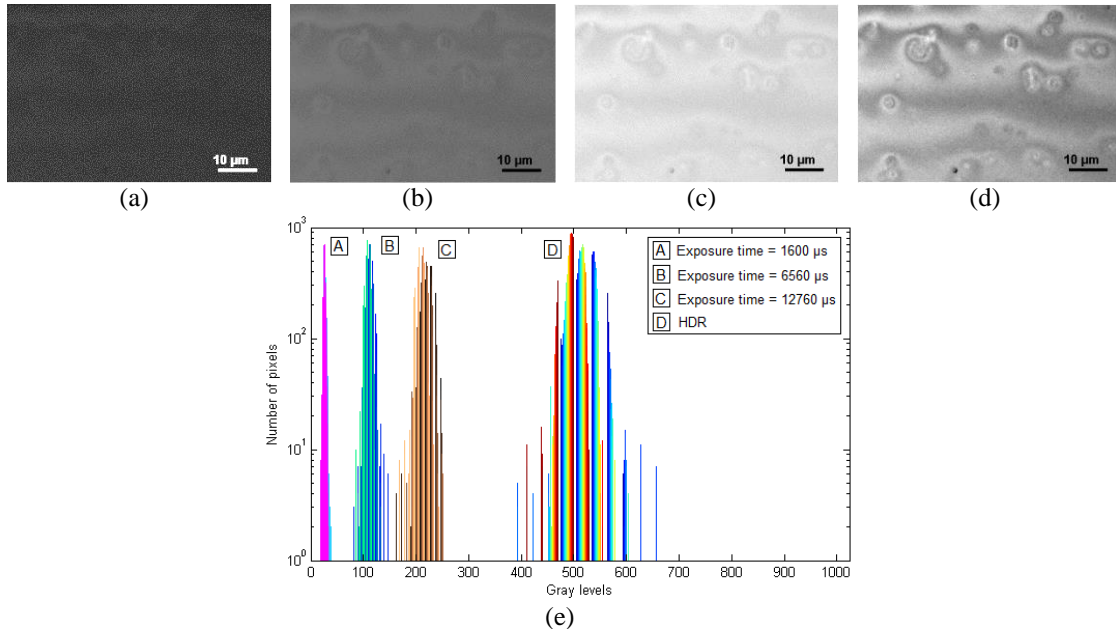 10 µm
10 µm
10 µm
10 µm
(a)
(b)
(c)
(d)
10³
10²
10¹
10⁰
Number of pixels
A
B
C
D
A Exposure time = 1600 µs
B Exposure time = 6560 µs
C Exposure time = 12760 µs
D HDR
0 100 200 300 400 500 600 700 800 900 1000
Gray levels
(e)